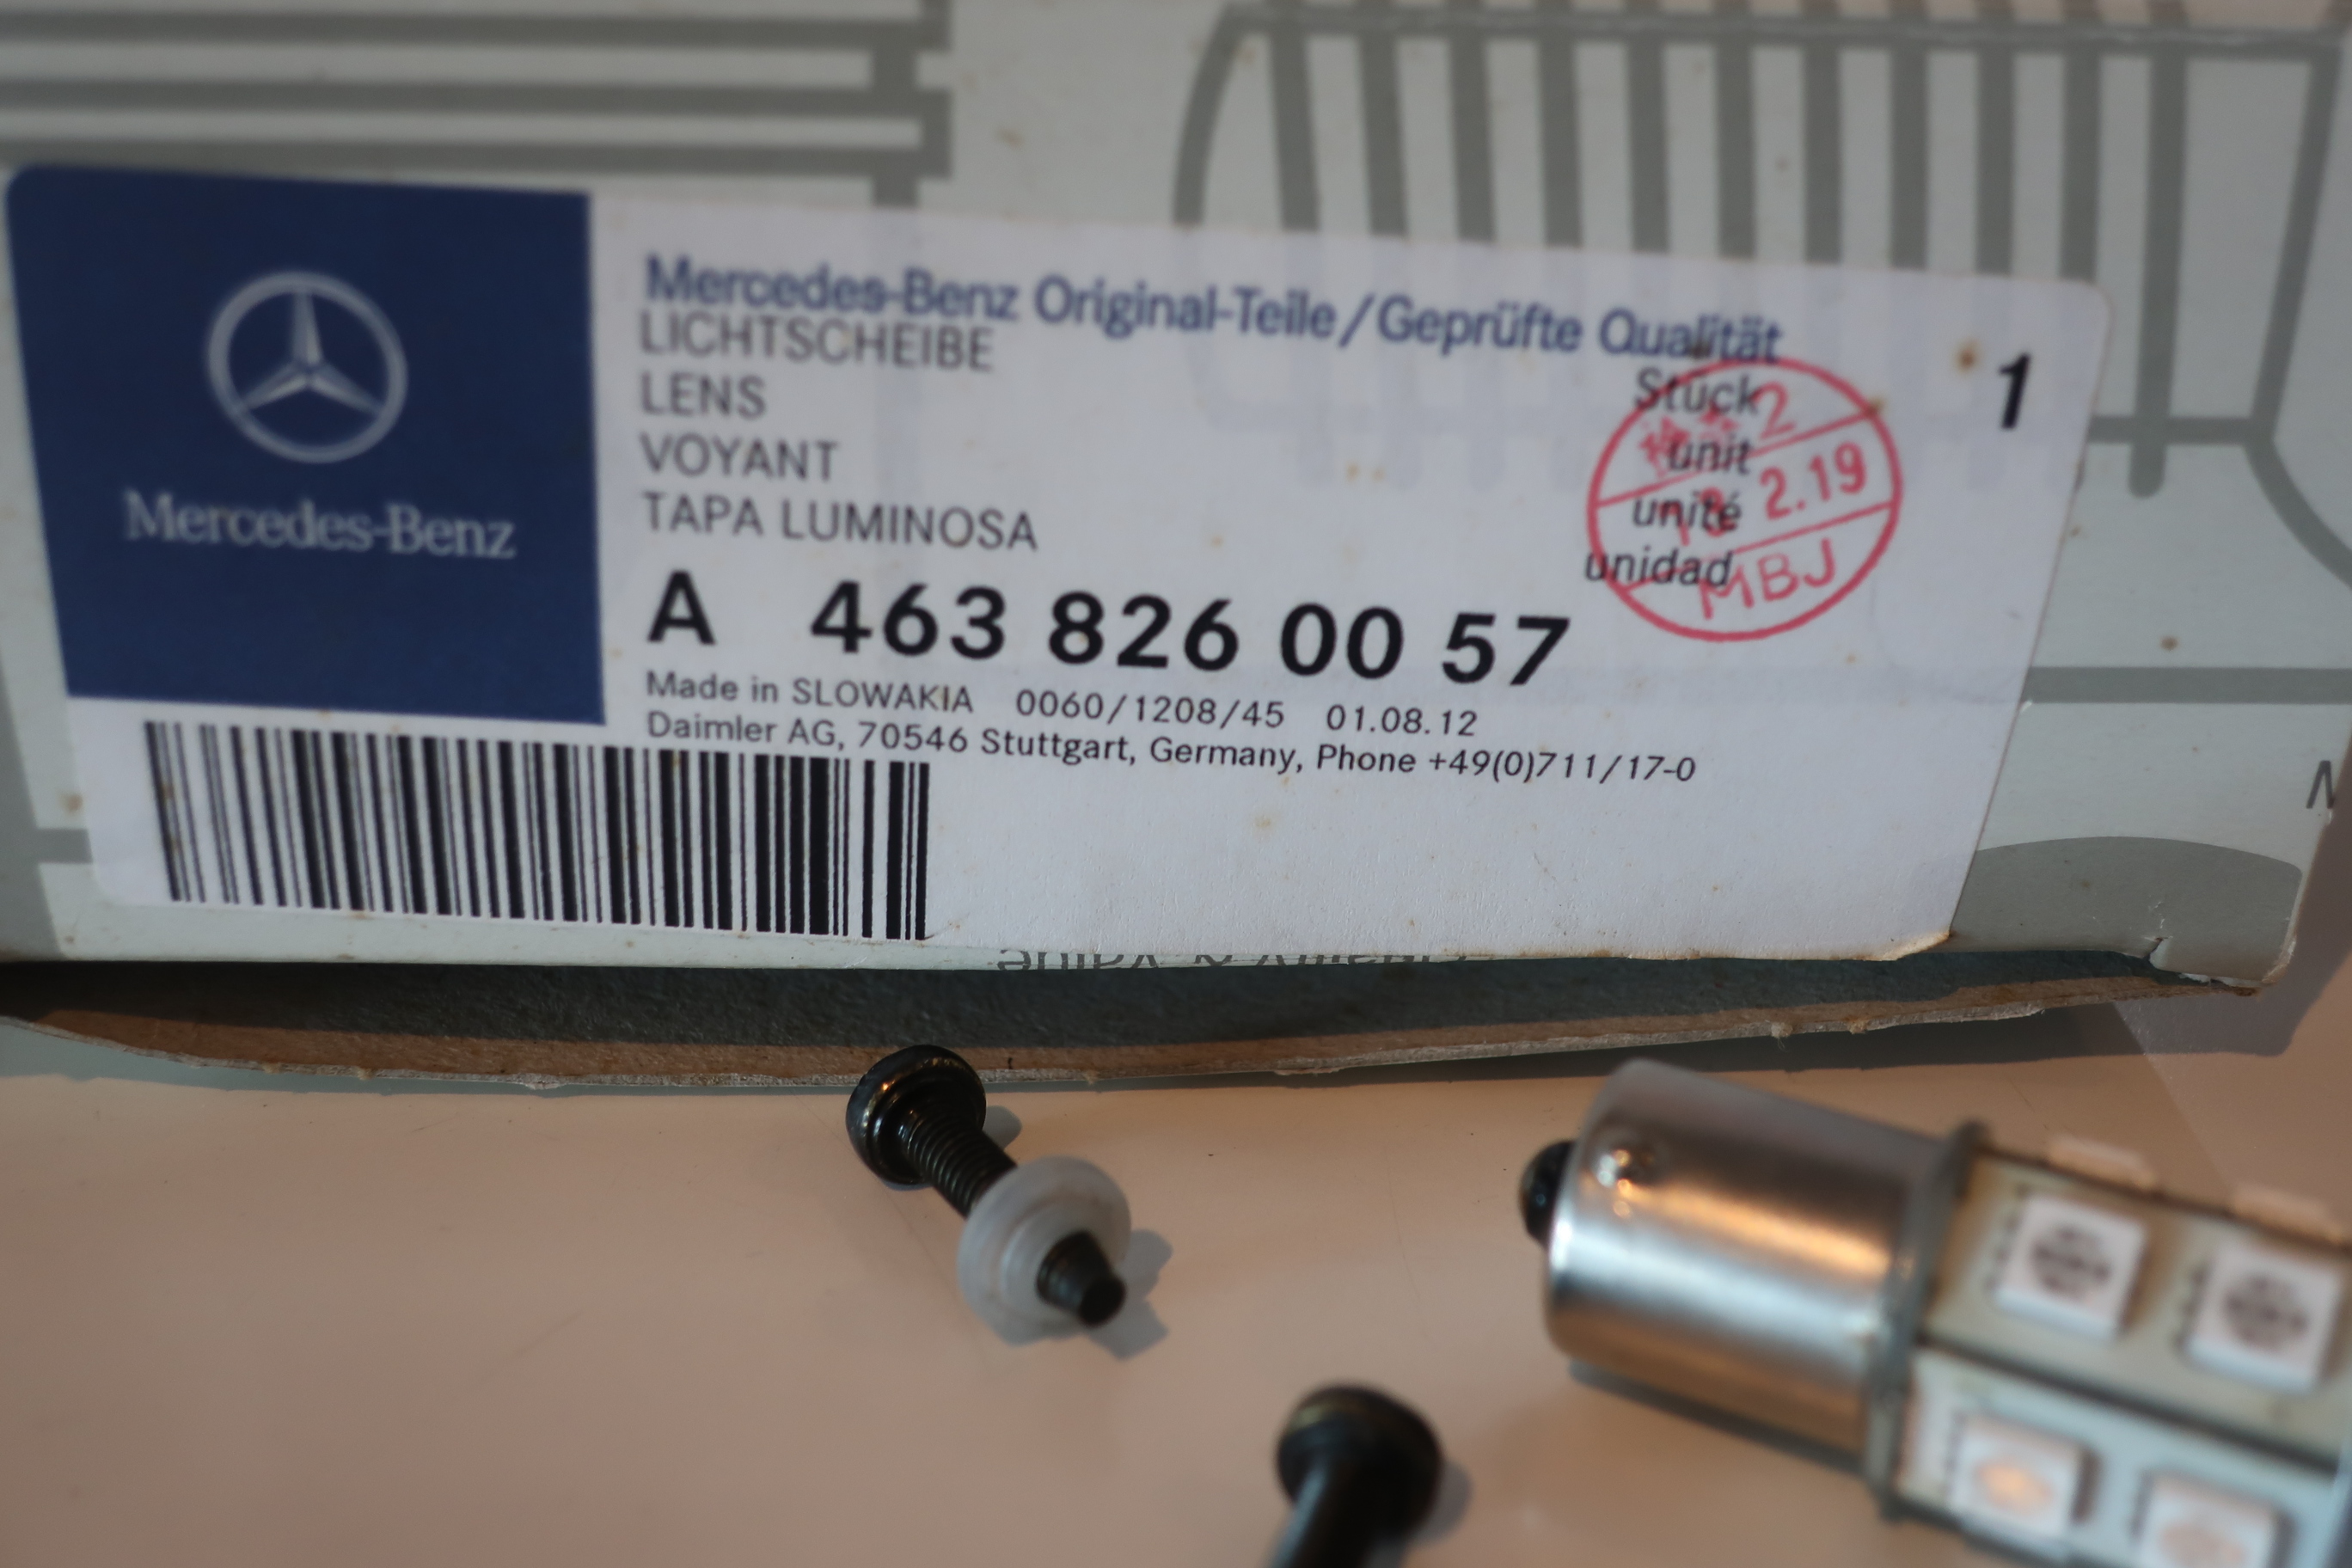 Mercedes-Benz
Mercedes-Benz Original-Teile/Geprüfte Qualität
LICHTSCHEIBE
LENS
VOYANT
TAPA LUMINOSA
Stück
unit
unité
unidad
1
2
2.19
MBJ
A 463 826 00 57
Made in SLOWAKIA 0060/1208/45 01.08.12
Daimler AG, 70546 Stuttgart, Germany, Phone +49(0)711/17-0